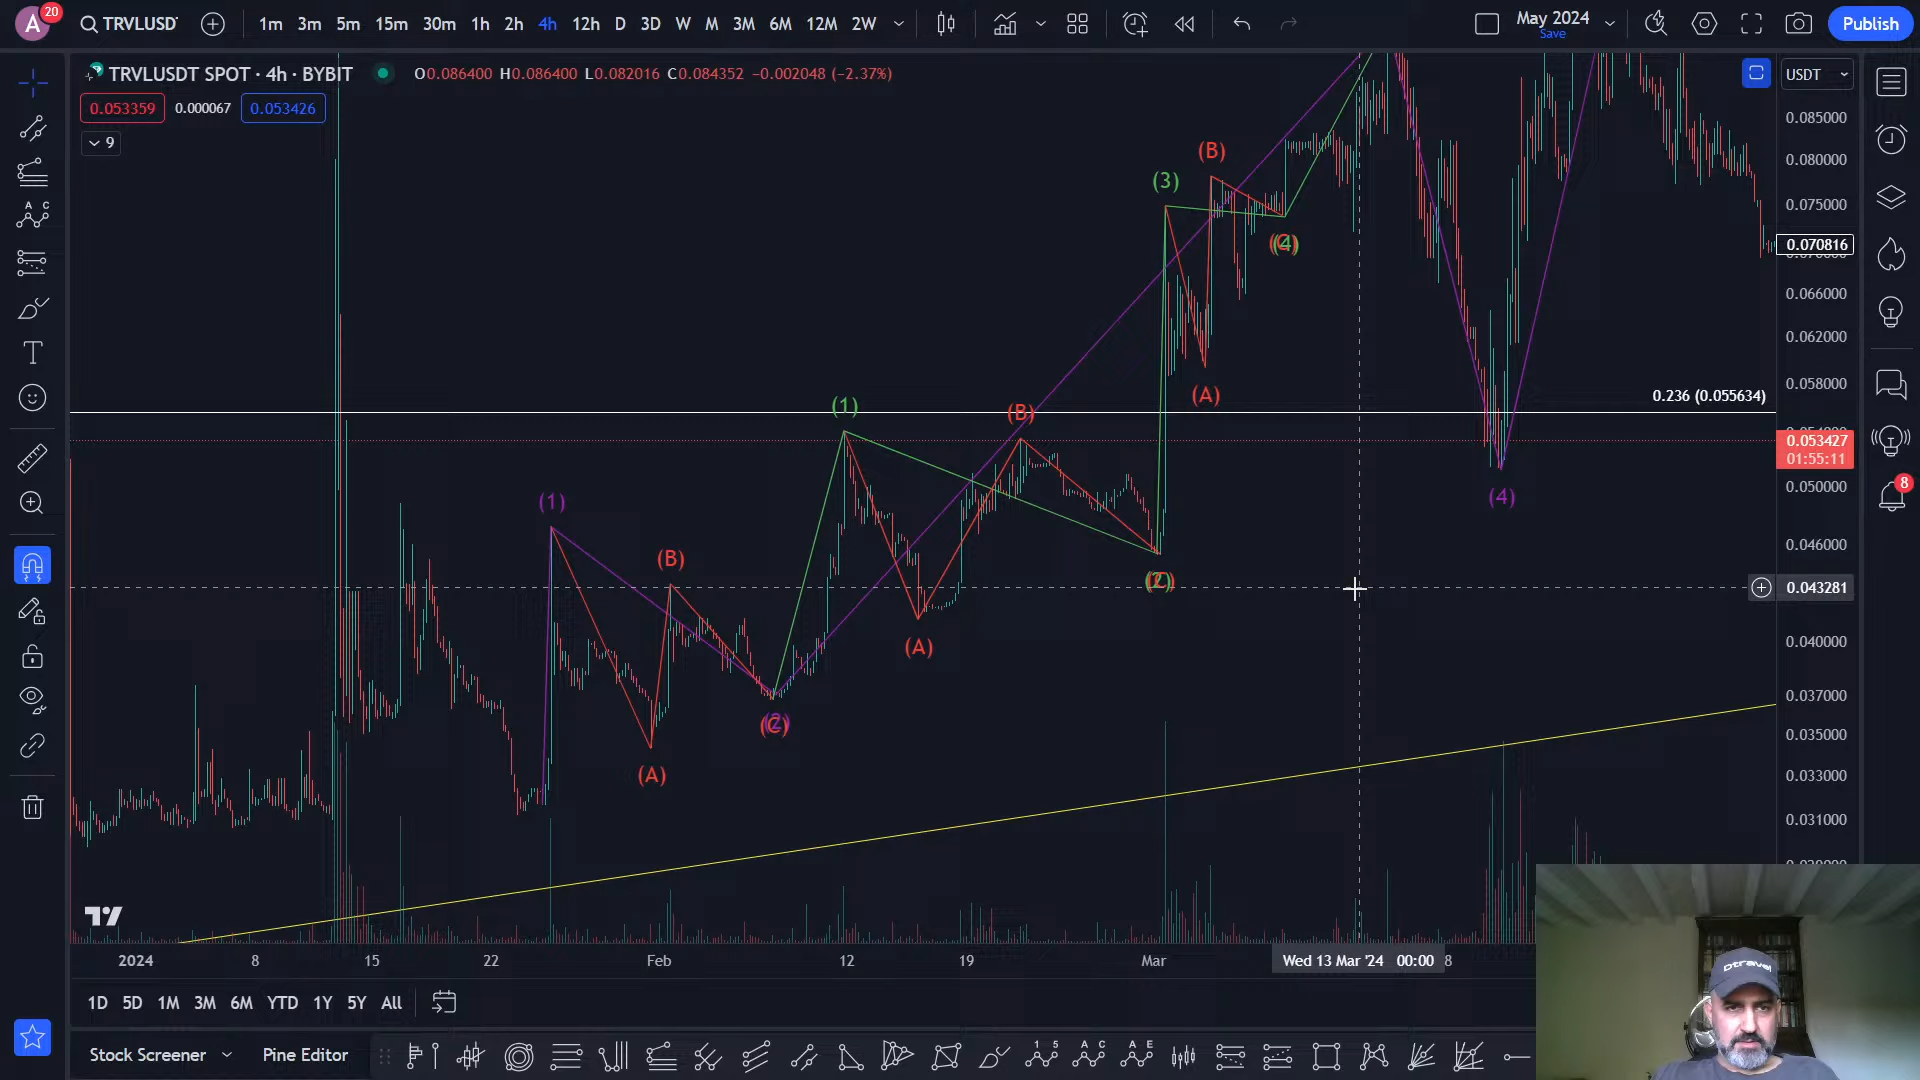 A
20
TRVLUSDT
1m 3m 5m 15m 30m 1h 2h 4h 12h D 3D W M 3M 6M 12M 2W
May 2024
Save
Publish
TRVLUSDT SPOT · 4h · BYBIT
O0.086400 H0.086400 L0.082016 C0.084352 −0.002048 (−2.37%)
USDT
0.053359 0.000067 0.053426
9
0.085000
0.080000
0.075000
0.070816
0.066000
0.062000
0.058000
0.236 (0.055634)
0.053427
01:55:11
0.050000
0.046000
0.043281
0.040000
0.037000
0.035000
0.033000
0.031000
8
(1)
(B)
(A)
(2)
(C)
(1)
(A)
(B)
(2)
(C)
(3)
(B)
(A)
(4)
(4)
2024 8 15 22 Feb 12 19 Mar Wed 13 Mar '24 00:00 8
1D 5D 1M 3M 6M YTD 1Y 5Y All
Stock Screener Pine Editor
1 5
A C
A E
A C
Dtravel